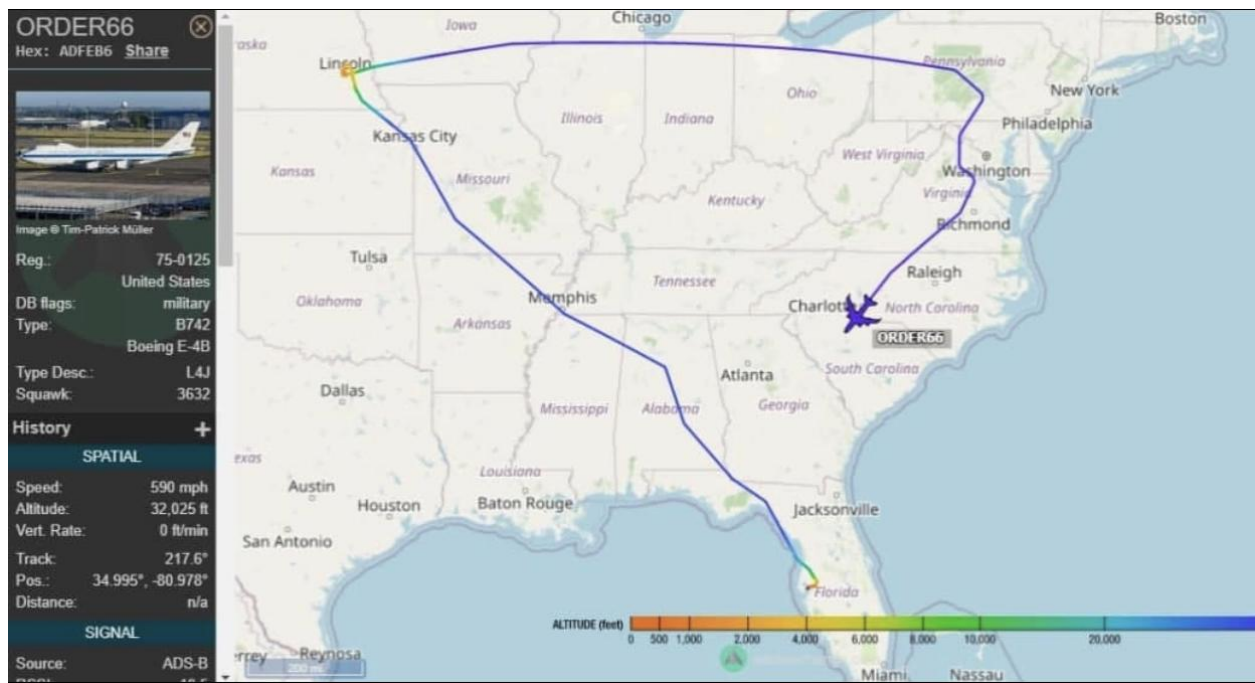 ORDER66
Hex: ADFEB6 Share
Image © Tim-Patrick Müller
Reg.: 75-0125
United States
DB flags: military
Type: B742
Boeing E-4B
Type Desc.: L4J
Squawk: 3632
History +
SPATIAL
Speed: 590 mph
Altitude: 32,025 ft
Vert. Rate: 0 ft/min
Track: 217.6°
Pos.: 34.995°, -80.978°
Distance: n/a
SIGNAL
Source: ADS-B
Iowa
Chicago
Boston
aska
Lincoln
Pennsylvania
New York
Ohio
Illinois
Indiana
Philadelphia
Kansas City
West Virginia
Washington
Kansas
Missouri
Virginia
Kentucky
Richmond
Tulsa
Raleigh
Tennessee
Memphis
Oklahoma
Charlotte
North Carolina
Arkansas
ORDER66
South Carolina
Atlanta
Dallas
Mississippi
Alabama
Georgia
exas
Louisiana
Austin
Houston
Baton Rouge
Jacksonville
San Antonio
Florida
ALTITUDE (feet) 0 500 1,000 2,000 4,000 6,000 8,000 10,000 20,000
rrey
Reynosa
200 mi
Miami
Nassau